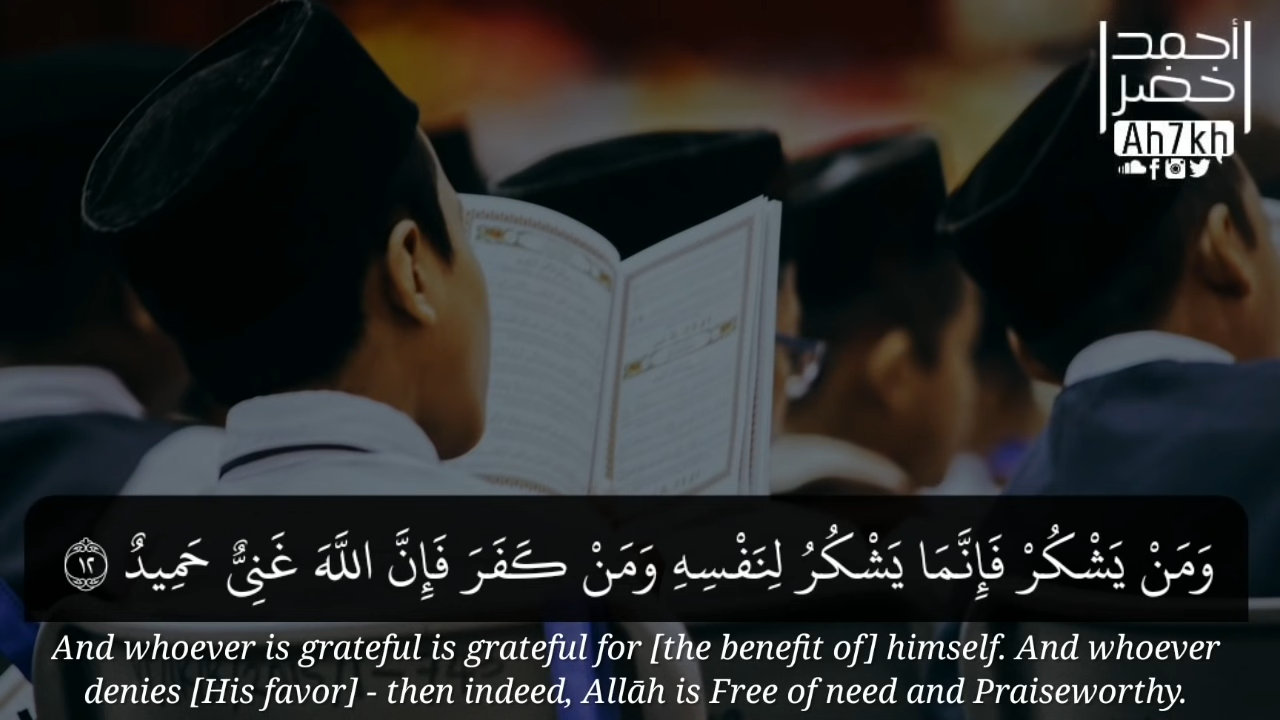 أحمد
خضر
Ah7kh
وَمَنْ يَشْكُرْ فَإِنَّمَا يَشْكُرُ لِنَفْسِهِ وَمَنْ كَفَرَ فَإِنَّ اللَّهَ غَنِيٌّ حَمِيدٌ ١٢
And whoever is grateful is grateful for [the benefit of] himself. And whoever
denies [His favor] - then indeed, Allāh is Free of need and Praiseworthy.